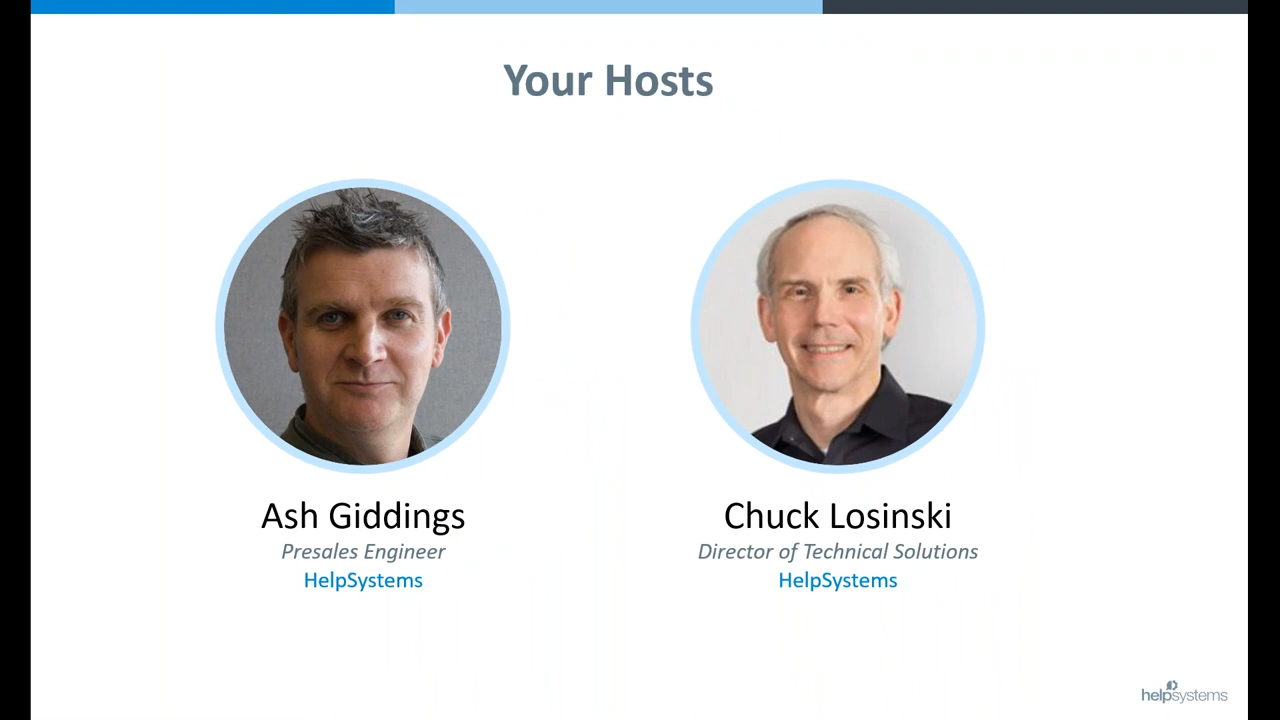 Your Hosts
Ash Giddings
Presales Engineer
HelpSystems
Chuck Losinski
Director of Technical Solutions
HelpSystems
helpsystems